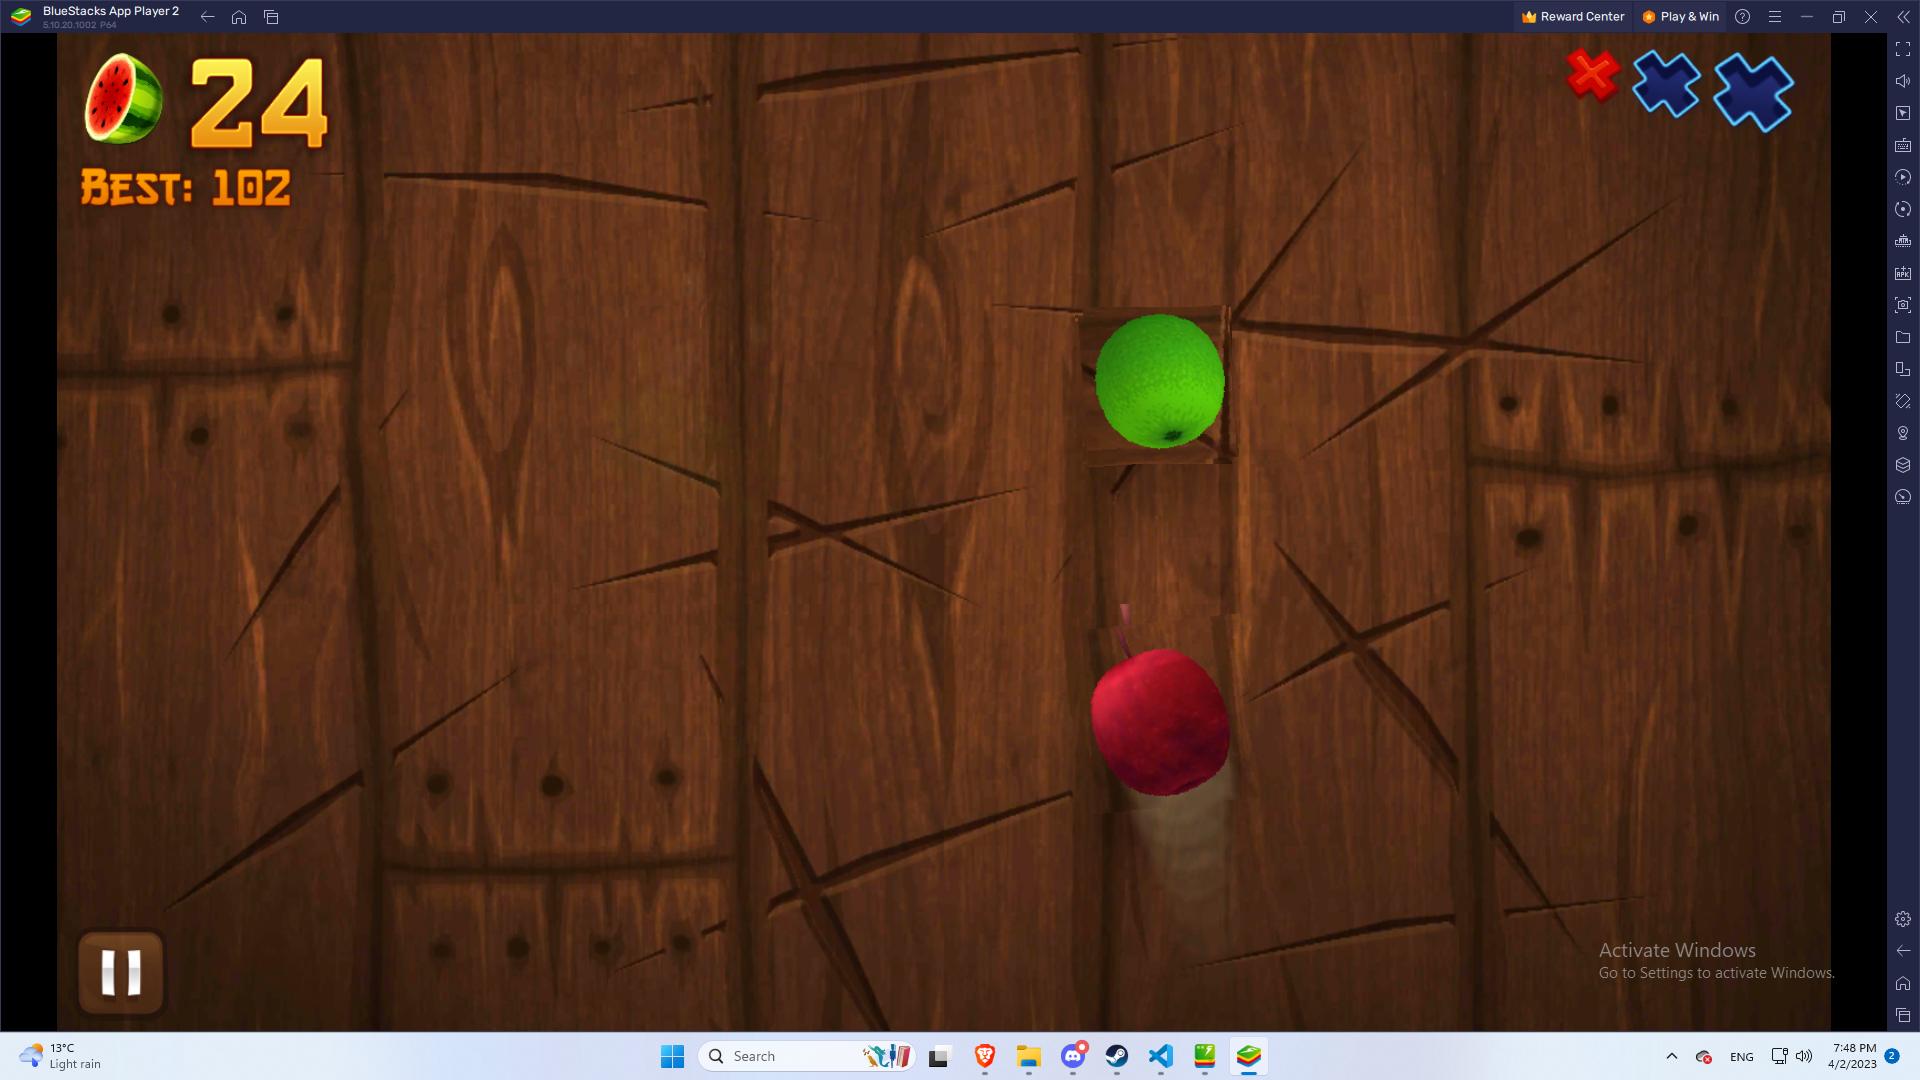 BlueStacks App Player 2
5.10.20.1002 P64
Reward Center
Play & Win
24
BEST: 102
Activate Windows
Go to Settings to activate Windows.
13°C
Light rain
Search
ENG
7:48 PM
4/2/2023
2